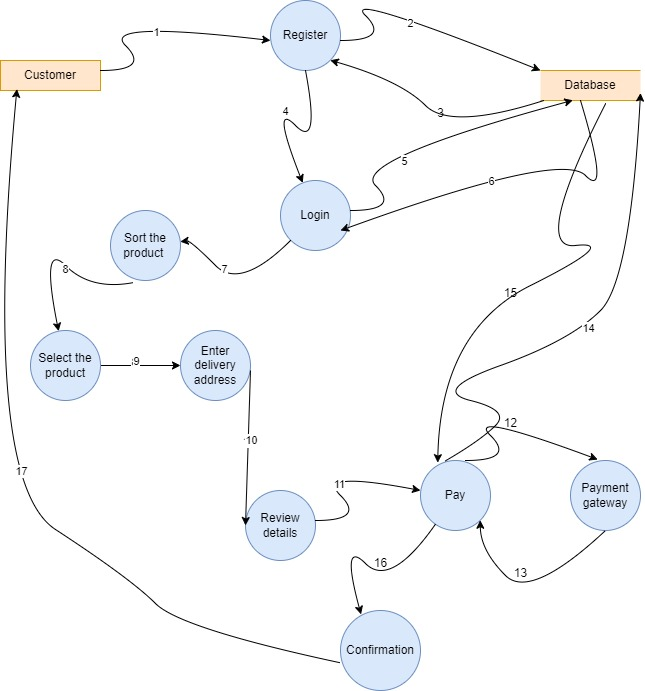 1
Register
2
Customer
Database
3
4
5
6
Login
Sort the
product
7
8
15
14
Select the
product
9
Enter
delivery
address
10
12
17
11
Pay
Payment
gateway
Review
details
16
13
Confirmation